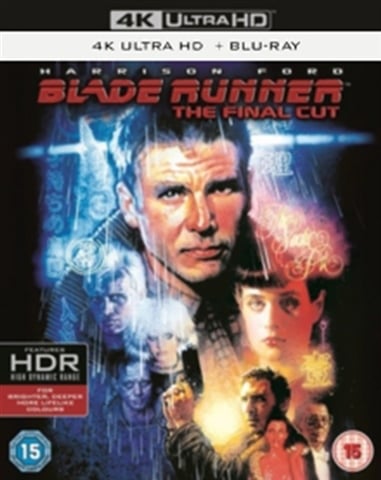 4K ULTRA HD
4K ULTRA HD + BLU-RAY
HARRISON FORD
BLADE RUNNER™
THE FINAL CUT
FEATURES
HDR
HIGH DYNAMIC RANGE
FOR
BRIGHTER, DEEPER
MORE LIFELIKE
COLOURS
15
15